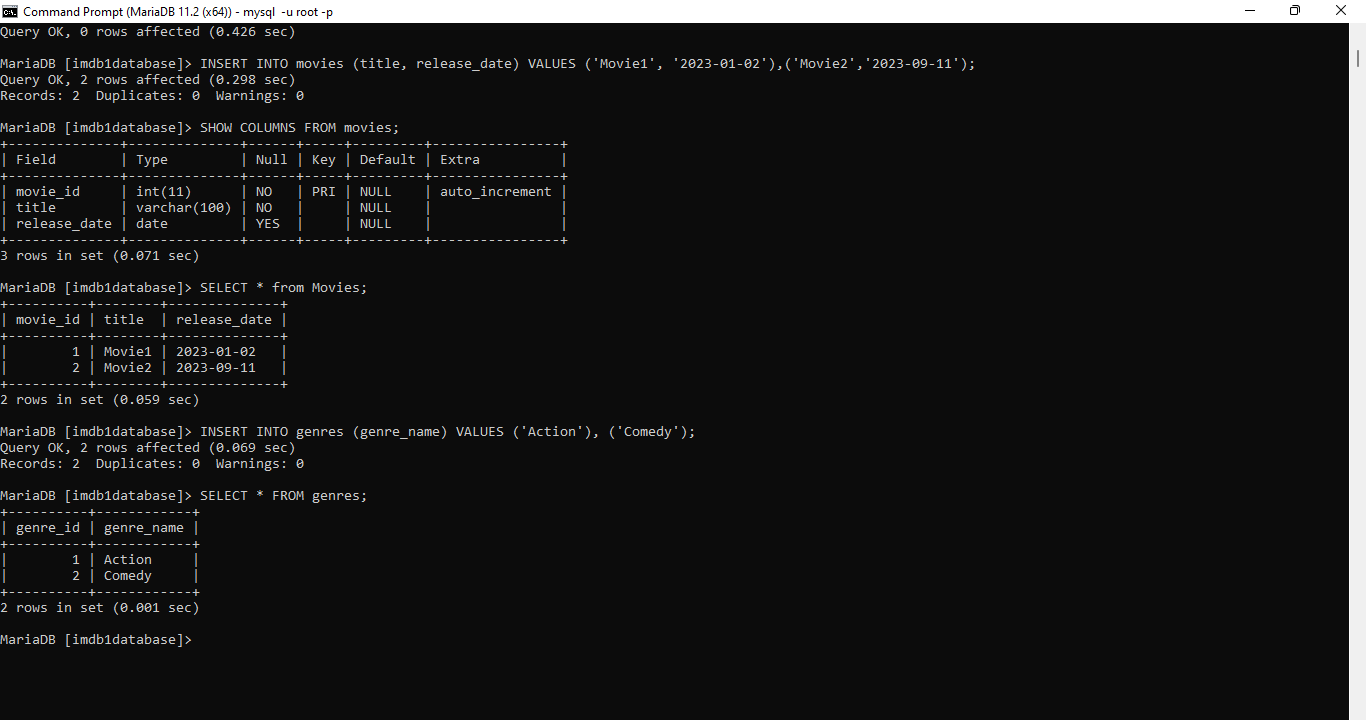 Command Prompt (MariaDB 11.2 (x64)) - mysql -u root -p
Query OK, 0 rows affected (0.426 sec)
MariaDB [imdb1database]> INSERT INTO movies (title, release_date) VALUES ('Movie1', '2023-01-02'),('Movie2','2023-09-11');
Query OK, 2 rows affected (0.298 sec)
Records: 2  Duplicates: 0  Warnings: 0
MariaDB [imdb1database]> SHOW COLUMNS FROM movies;
+--------------+--------------+------+-----+---------+----------------+
| Field        | Type         | Null | Key | Default | Extra          |
+--------------+--------------+------+-----+---------+----------------+
| movie_id     | int(11)      | NO   | PRI | NULL    | auto_increment |
| title        | varchar(100) | NO   |     | NULL    |                |
| release_date | date         | YES  |     | NULL    |                |
+--------------+--------------+------+-----+---------+----------------+
3 rows in set (0.071 sec)
MariaDB [imdb1database]> SELECT * from Movies;
+----------+--------+--------------+
| movie_id | title  | release_date |
+----------+--------+--------------+
|        1 | Movie1 | 2023-01-02   |
|        2 | Movie2 | 2023-09-11   |
+----------+--------+--------------+
2 rows in set (0.059 sec)
MariaDB [imdb1database]> INSERT INTO genres (genre_name) VALUES ('Action'), ('Comedy');
Query OK, 2 rows affected (0.069 sec)
Records: 2  Duplicates: 0  Warnings: 0
MariaDB [imdb1database]> SELECT * FROM genres;
+----------+------------+
| genre_id | genre_name |
+----------+------------+
|        1 | Action     |
|        2 | Comedy     |
+----------+------------+
2 rows in set (0.001 sec)
MariaDB [imdb1database]>